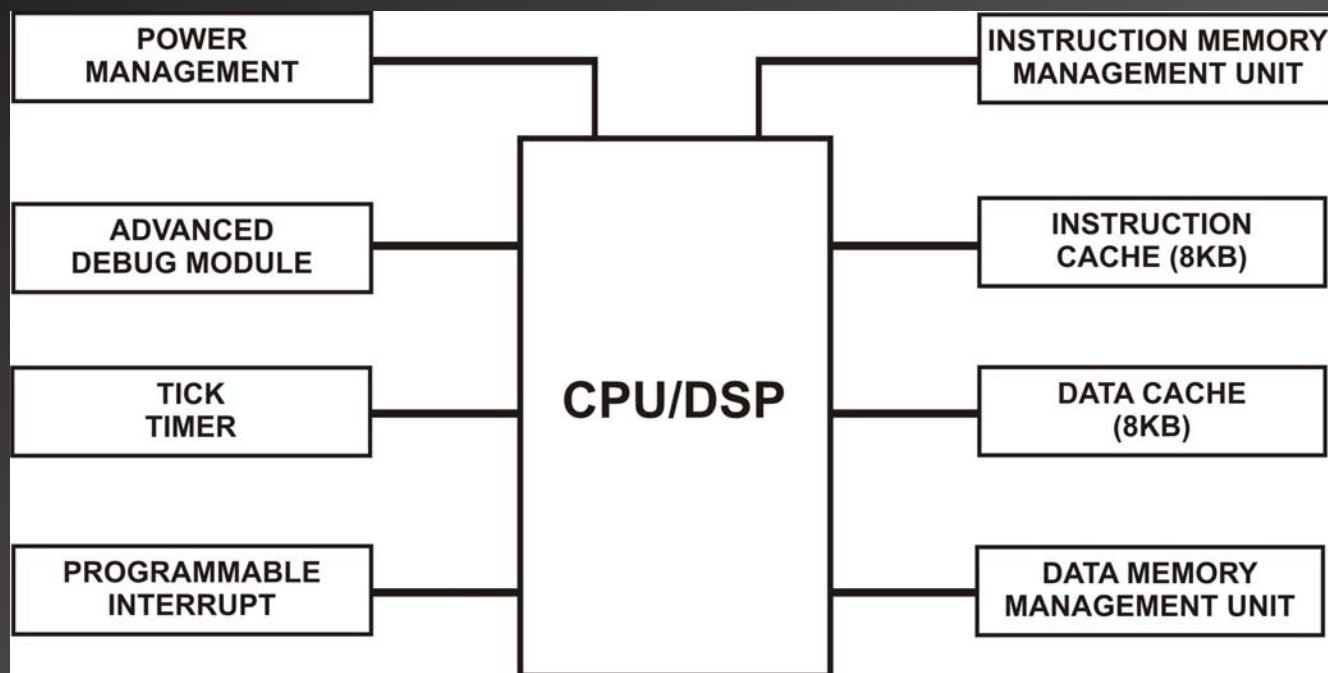 POWER
MANAGEMENT
INSTRUCTION MEMORY
MANAGEMENT UNIT
ADVANCED
DEBUG MODULE
INSTRUCTION
CACHE (8KB)
TICK
TIMER
CPU/DSP
DATA CACHE
(8KB)
PROGRAMMABLE
INTERRUPT
DATA MEMORY
MANAGEMENT UNIT